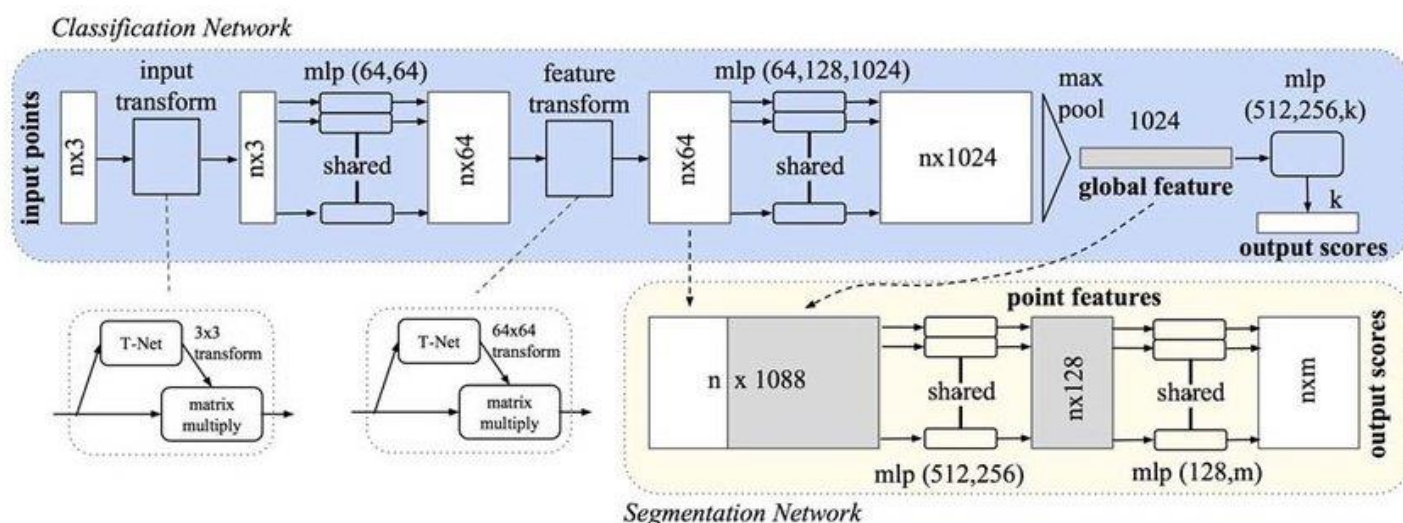 Classification Network
input points
nx3
input
transform
nx3
mlp (64,64)
shared
nx64
feature
transform
nx64
mlp (64,128,1024)
shared
nx1024
max
pool
1024
global feature
mlp
(512,256,k)
k
output scores
T-Net
3x3
transform
matrix
multiply
T-Net
64x64
transform
matrix
multiply
point features
n x 1088
shared
mlp (512,256)
nx128
shared
mlp (128,m)
nxm
output scores
Segmentation Network